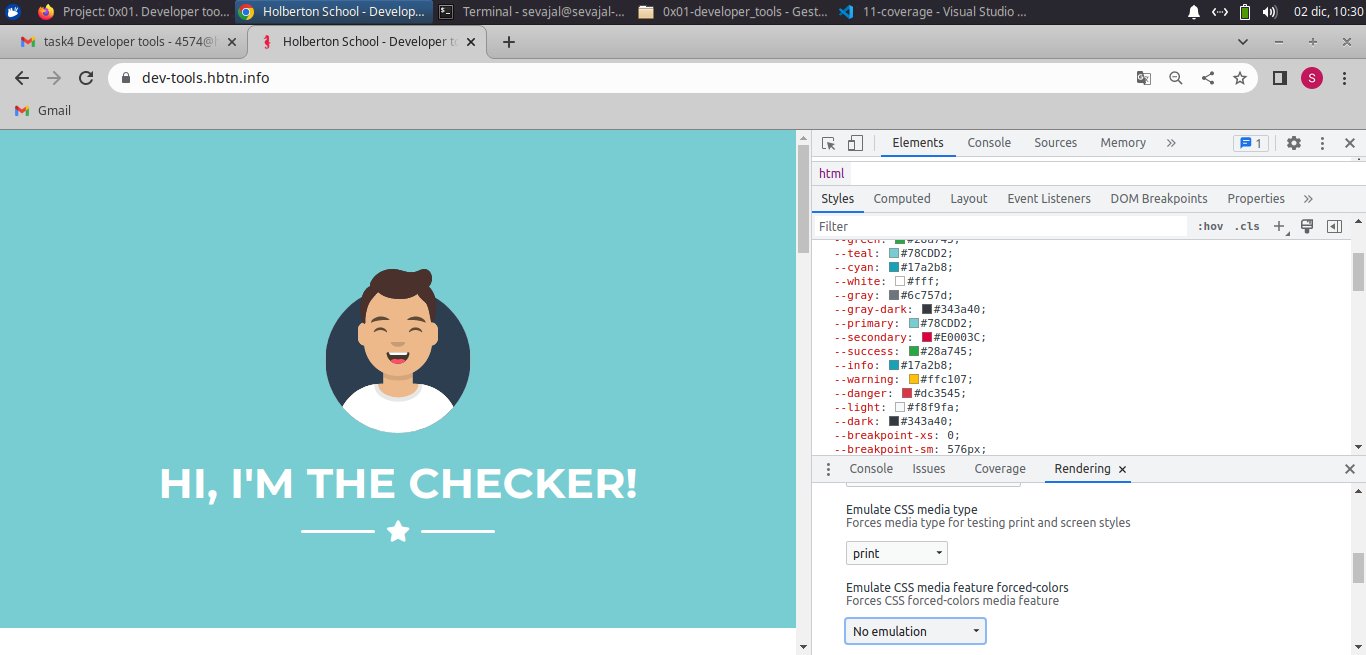 Project: 0x01. Developer too...
Holberton School - Develop...
Terminal - sevajal@sevajal-...
0x01-developer_tools - Gest...
11-coverage - Visual Studio ...
02 dic, 10:30
task4 Developer tools - 4574@h
Holberton School - Developer to
dev-tools.hbtn.info
S
Gmail
Elements Console Sources Memory » 1
html
Styles Computed Layout Event Listeners DOM Breakpoints Properties »
Filter :hov .cls
--green: #28a745;
--teal: #78CDD2;
--cyan: #17a2b8;
--white: #fff;
--gray: #6c757d;
--gray-dark: #343a40;
--primary: #78CDD2;
--secondary: #E0003C;
--success: #28a745;
--info: #17a2b8;
--warning: #ffc107;
--danger: #dc3545;
--light: #f8f9fa;
--dark: #343a40;
--breakpoint-xs: 0;
--breakpoint-sm: 576px;
HI, I'M THE CHECKER!
Console Issues Coverage Rendering
Emulate CSS media type
Forces media type for testing print and screen styles
print
Emulate CSS media feature forced-colors
Forces CSS forced-colors media feature
No emulation